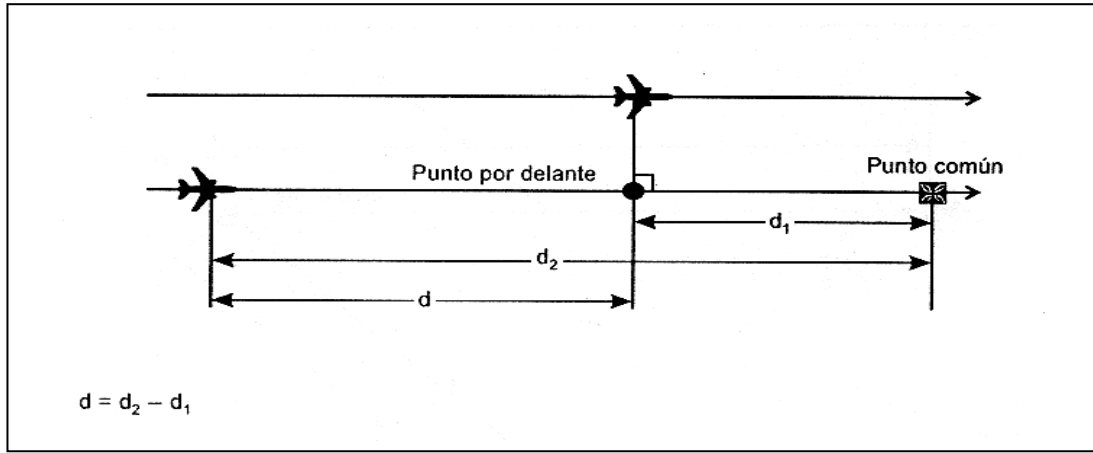 Punto por delante
Punto común
d₁
d₂
d
d = d₂ – d₁